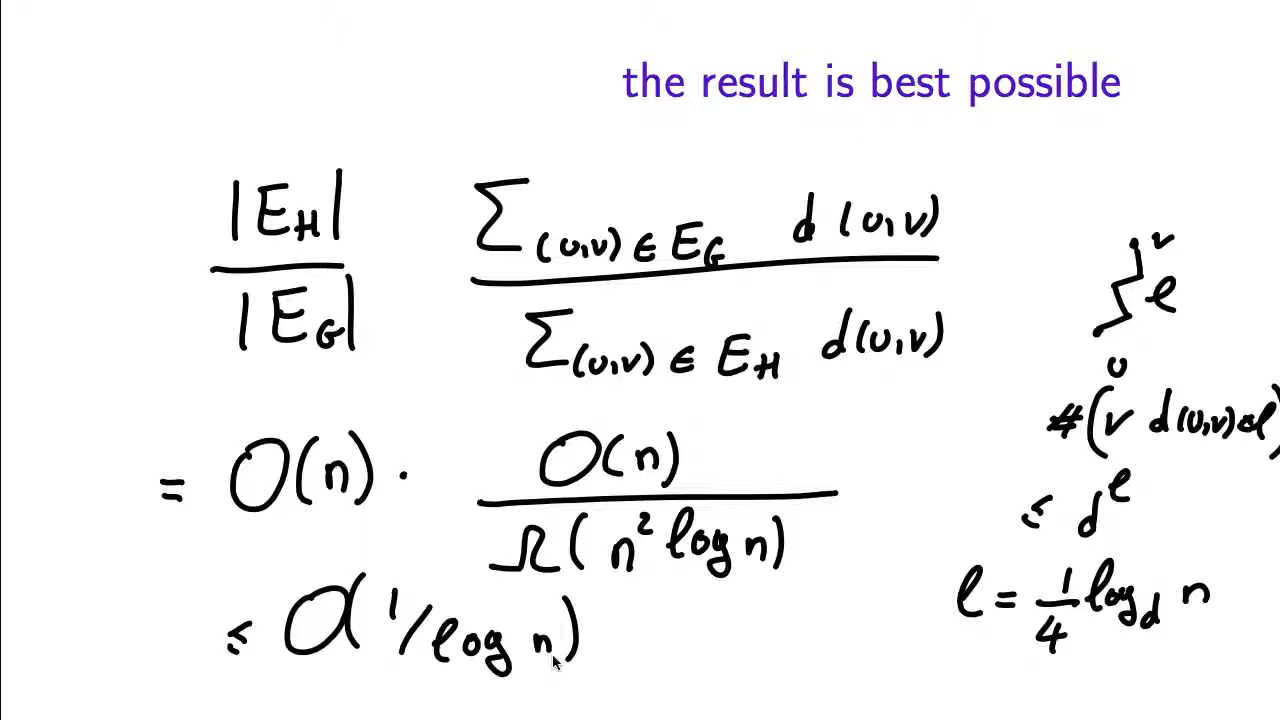 the result is best possible
|E_H| / |E_G| Σ_(u,v) ∈ E_G d(u,v) / Σ_(u,v) ∈ E_H d(u,v)
v
ℓ
u
#(v d(u,v)≤ℓ)
≤ d^ℓ
ℓ = 1/4 log_d n
= O(n) · O(n) / Ω(n² log n)
≤ O(1/log n)